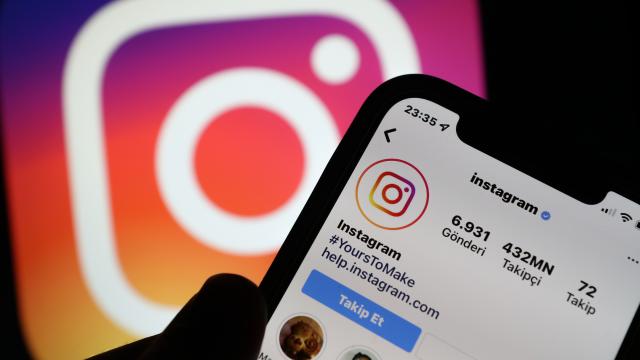 23:35
instagram
6.931 432MN 72
Gönderi Takipçi Takip
Instagram
#YoursToMake
help.instagram.com
Takip Et